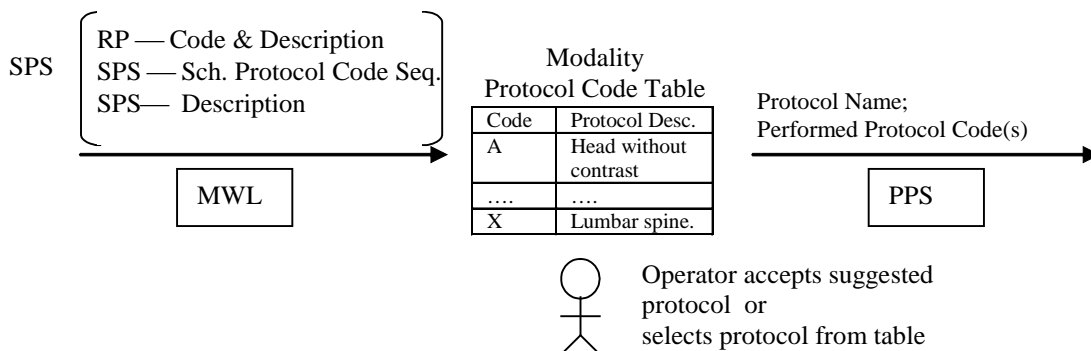 SPS
RP — Code & Description
SPS — Sch. Protocol Code Seq.
SPS— Description
MWL
Modality
Protocol Code Table
Code Protocol Desc.
A Head without
contrast
…. ….
X Lumbar spine.
Protocol Name;
Performed Protocol Code(s)
PPS
Operator accepts suggested
protocol or
selects protocol from table